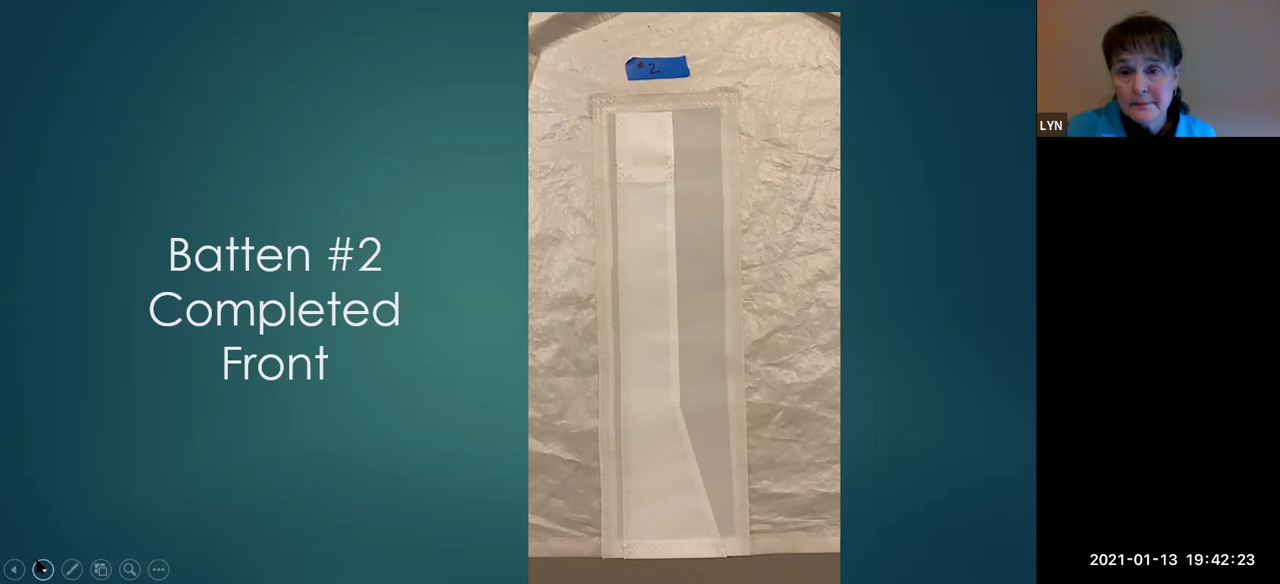 # 2
Batten #2
Completed
Front
LYN
2021-01-13 19:42:23